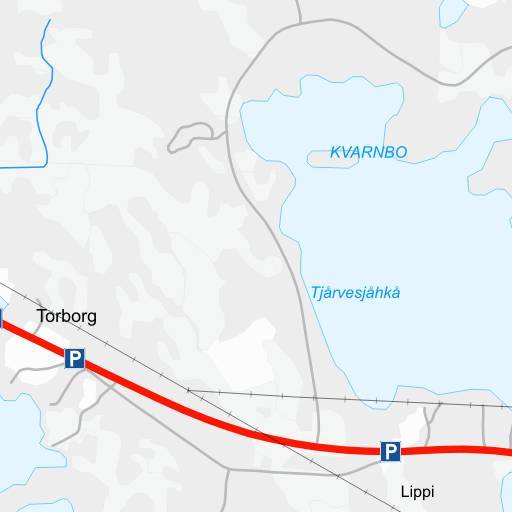 KVARNBO
Tjårvesjåhkå
Torborg
P
P
Lippi